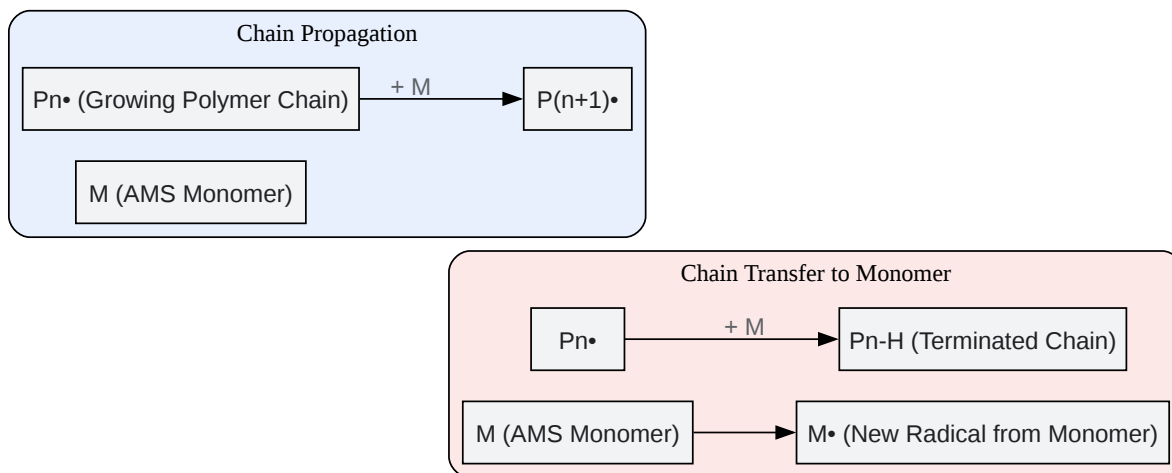 Chain Propagation
Pn• (Growing Polymer Chain)
+ M
P(n+1)•
M (AMS Monomer)
Chain Transfer to Monomer
Pn•
+ M
Pn-H (Terminated Chain)
M (AMS Monomer)
M• (New Radical from Monomer)